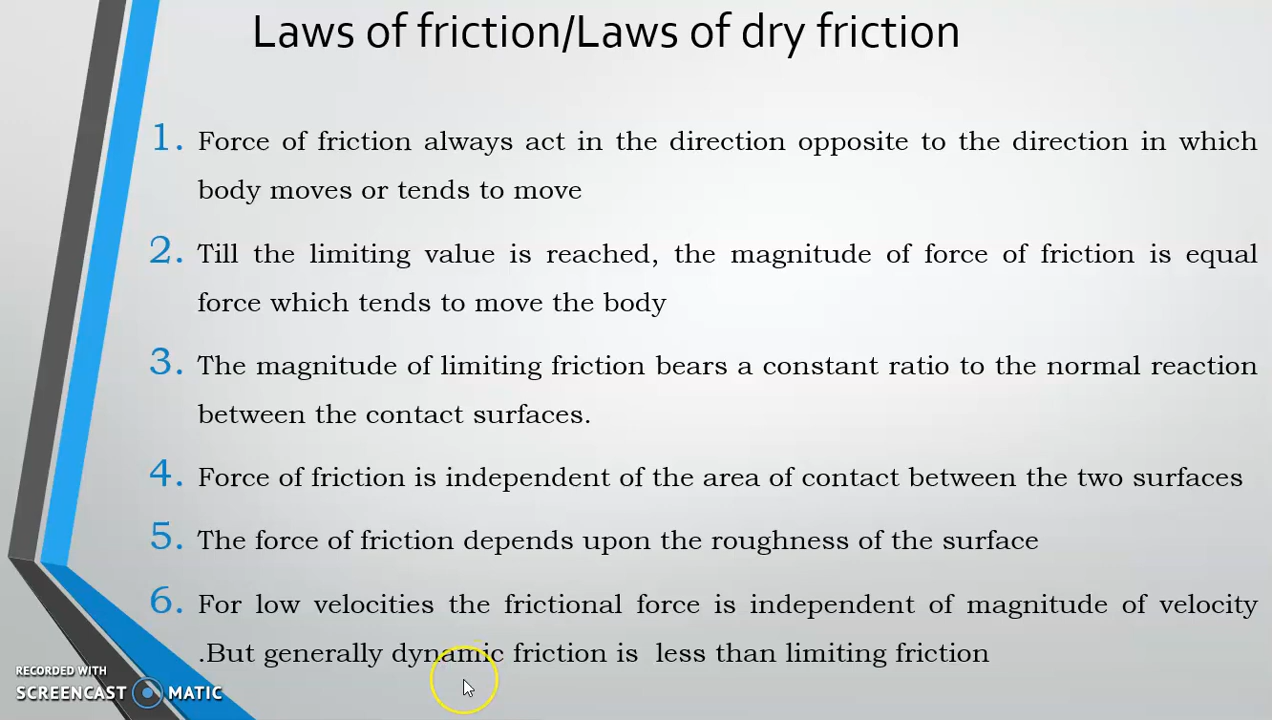 Laws of friction/Laws of dry friction
1. Force of friction always act in the direction opposite to the direction in which
body moves or tends to move
2. Till the limiting value is reached, the magnitude of force of friction is equal
force which tends to move the body
3. The magnitude of limiting friction bears a constant ratio to the normal reaction
between the contact surfaces.
4. Force of friction is independent of the area of contact between the two surfaces
5. The force of friction depends upon the roughness of the surface
6. For low velocities the frictional force is independent of magnitude of velocity
.But generally dynamic friction is less than limiting friction
RECORDED WITH
SCREENCAST MATIC